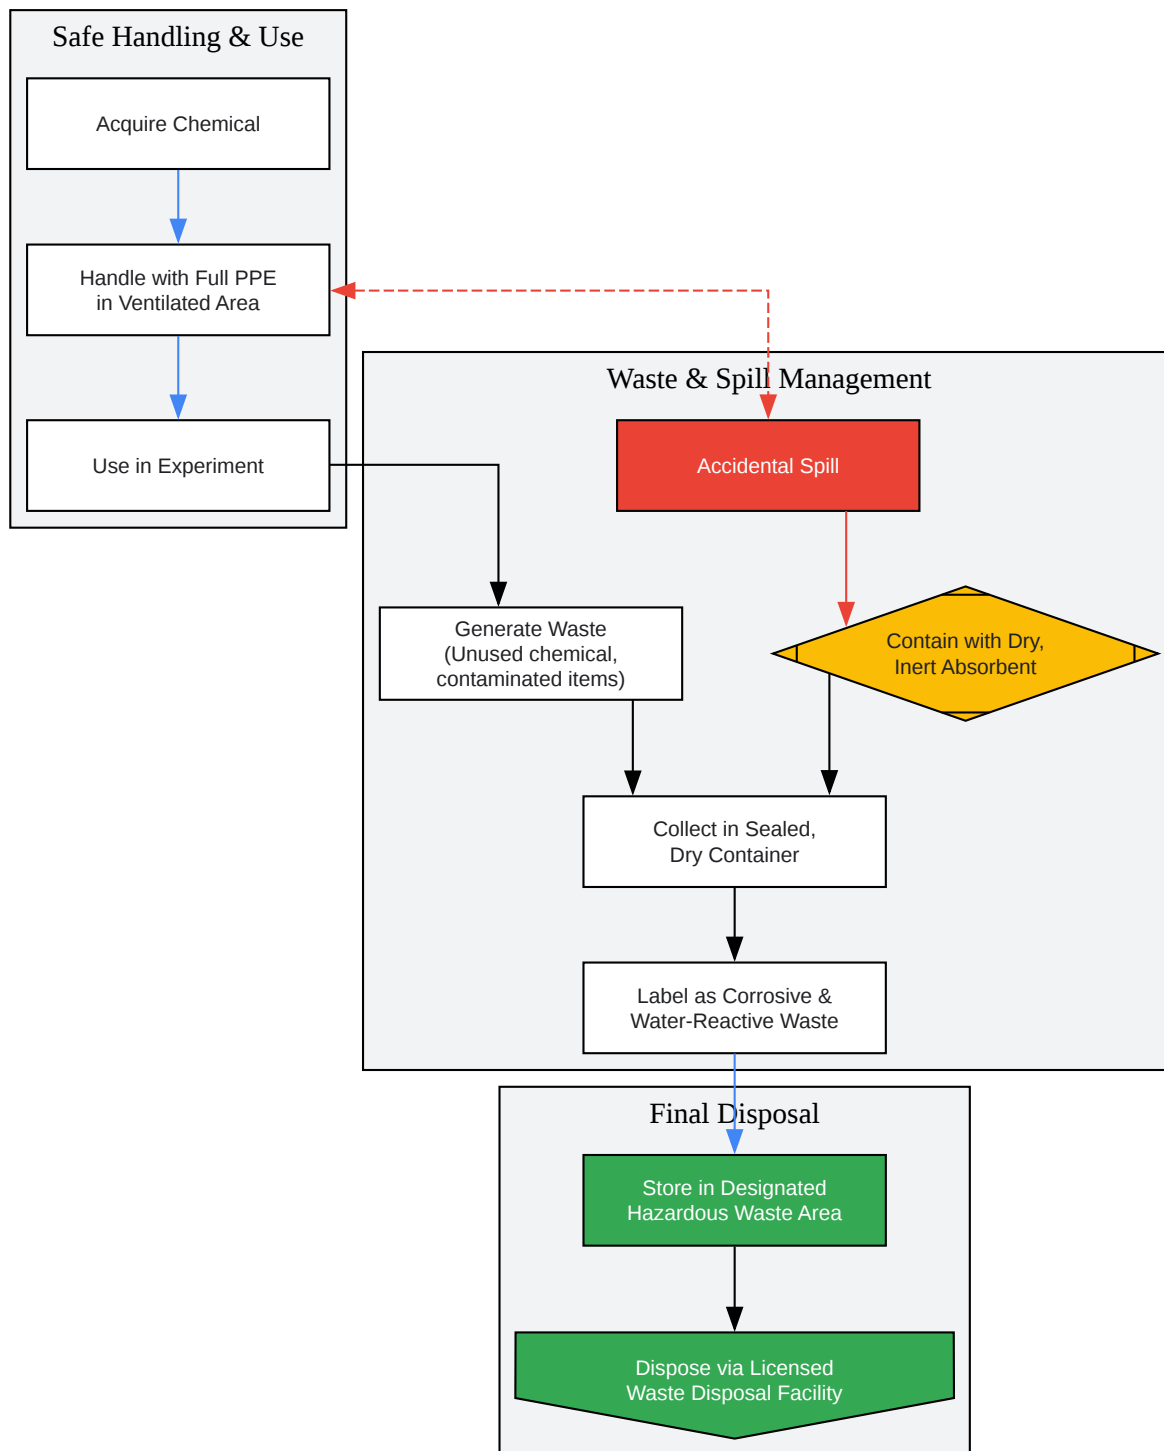 Safe Handling & Use
Acquire Chemical
Handle with Full PPE
in Ventilated Area
Use in Experiment
Waste & Spill Management
Accidental Spill
Generate Waste
(Unused chemical,
contaminated items)
Contain with Dry,
Inert Absorbent
Collect in Sealed,
Dry Container
Label as Corrosive &
Water-Reactive Waste
Final Disposal
Store in Designated
Hazardous Waste Area
Dispose via Licensed
Waste Disposal Facility